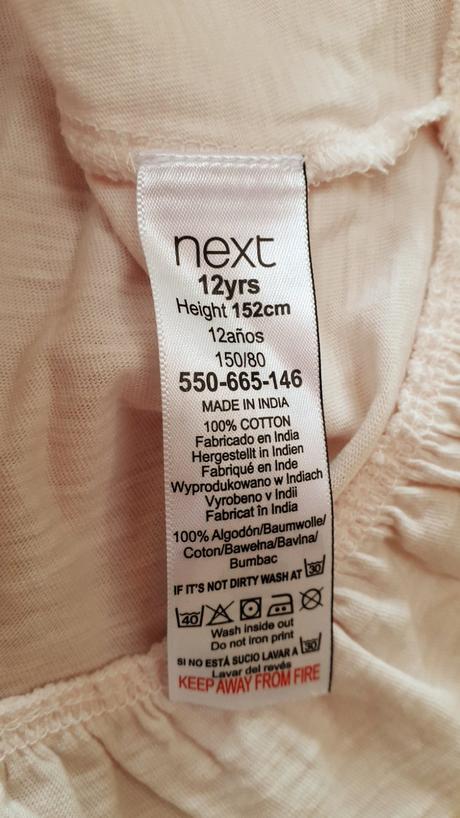 next
12yrs
Height 152cm
12años
150/80
550-665-146
MADE IN INDIA
100% COTTON
Fabricado en India
Hergestellt in Indien
Fabriqué en Inde
Wyprodukowano w Indiach
Vyrobeno v Indii
Fabricat în India
100% Algodón/Baumwolle/
Coton/Bawełna/Bavlna/
Bumbac
IF IT'S NOT DIRTY WASH AT 30
40
Wash inside out
Do not iron print
SI NO ESTÁ SUCIO LAVAR A 30
Lavar del revés
KEEP AWAY FROM FIRE